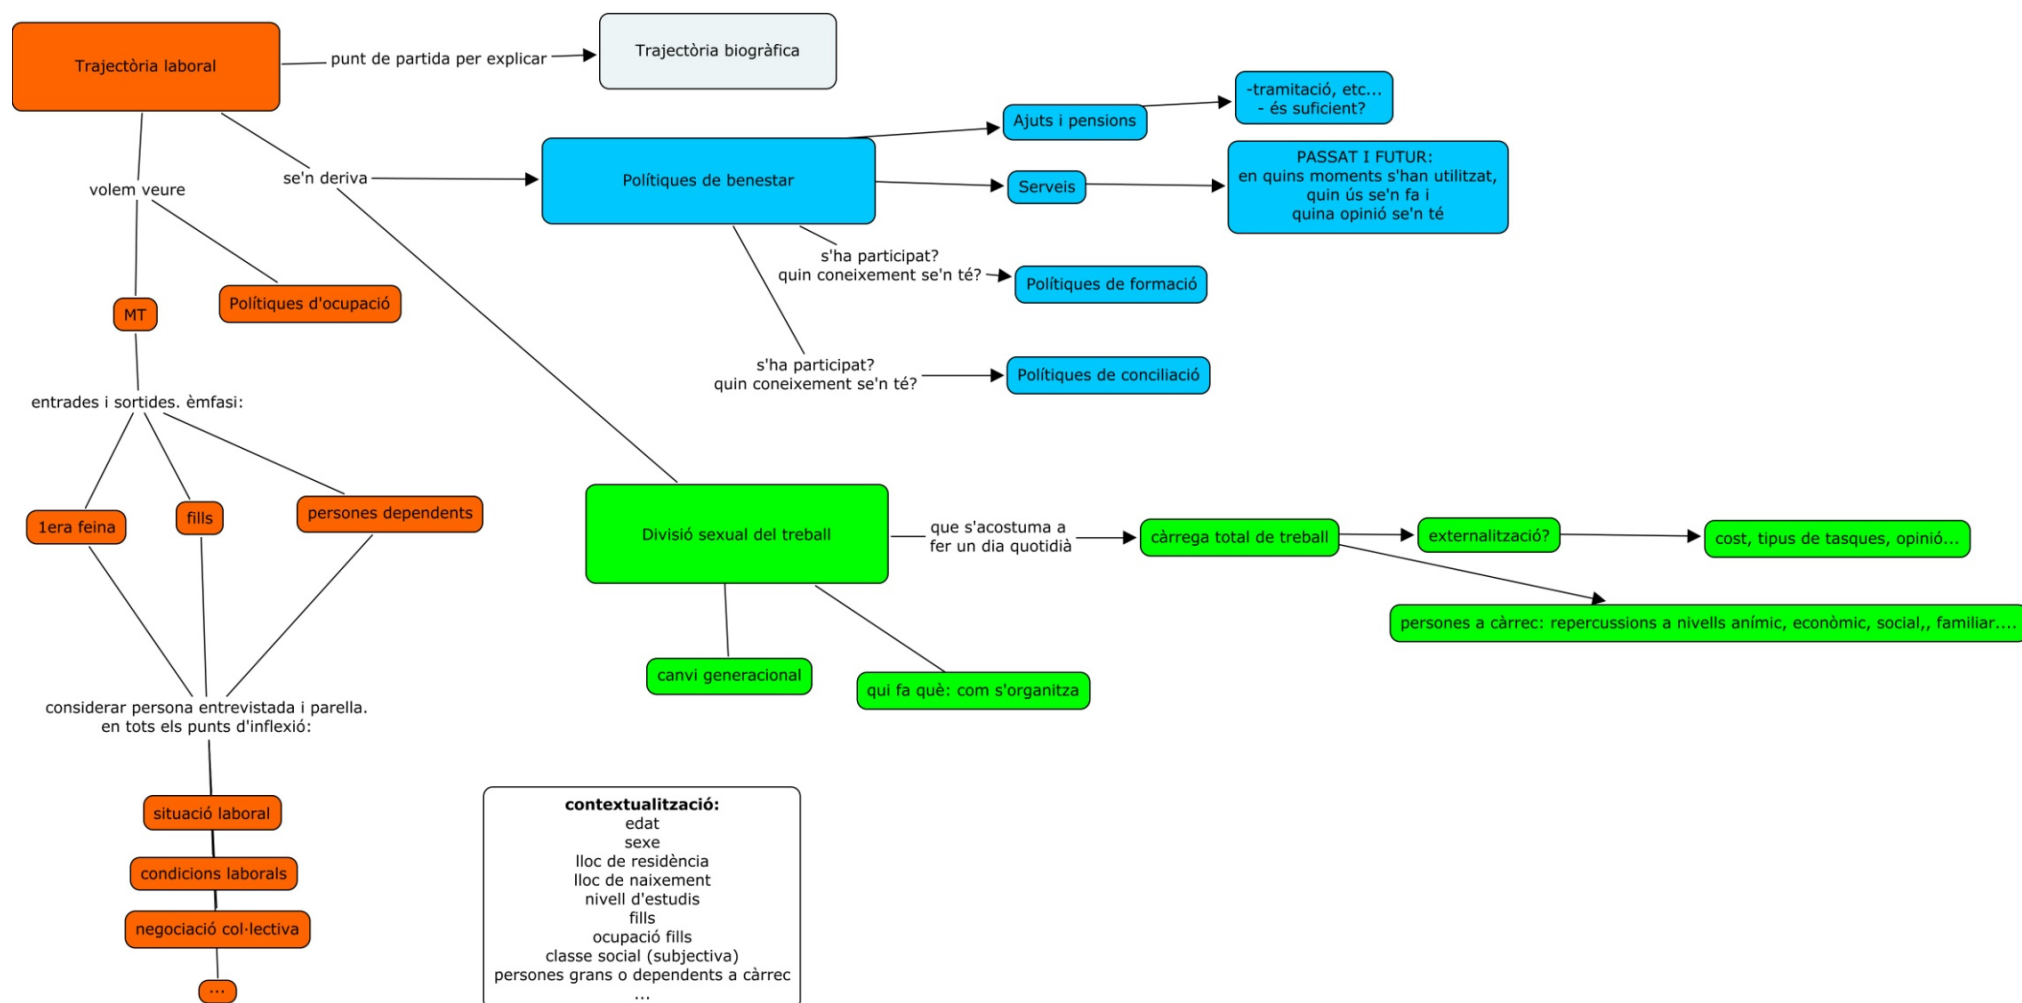 Trajectòria laboral
punt de partida per explicar
Trajectòria biogràfica
volem veure
se'n deriva
MT
Polítiques d'ocupació
entrades i sortides. èmfasi:
1era feina
fills
persones dependents
considerar persona entrevistada i parella.
en tots els punts d'inflexió:
situació laboral
condicions laborals
negociació col·lectiva
...
Polítiques de benestar
Ajuts i pensions
-tramitació, etc...
- és suficient?
Serveis
PASSAT I FUTUR:
en quins moments s'han utilitzat,
quin ús se'n fa i
quina opinió se'n té
s'ha participat?
quin coneixement se'n té?
Polítiques de formació
s'ha participat?
quin coneixement se'n té?
Polítiques de conciliació
Divisió sexual del treball
que s'acostuma a
fer un dia quotidià
càrrega total de treball
externalització?
cost, tipus de tasques, opinió...
persones a càrrec: repercussions a nivells anímic, econòmic, social,, familiar....
canvi generacional
qui fa què: com s'organitza
contextualització:
edat
sexe
lloc de residència
lloc de naixement
nivell d'estudis
fills
ocupació fills
classe social (subjectiva)
persones grans o dependents a càrrec
...